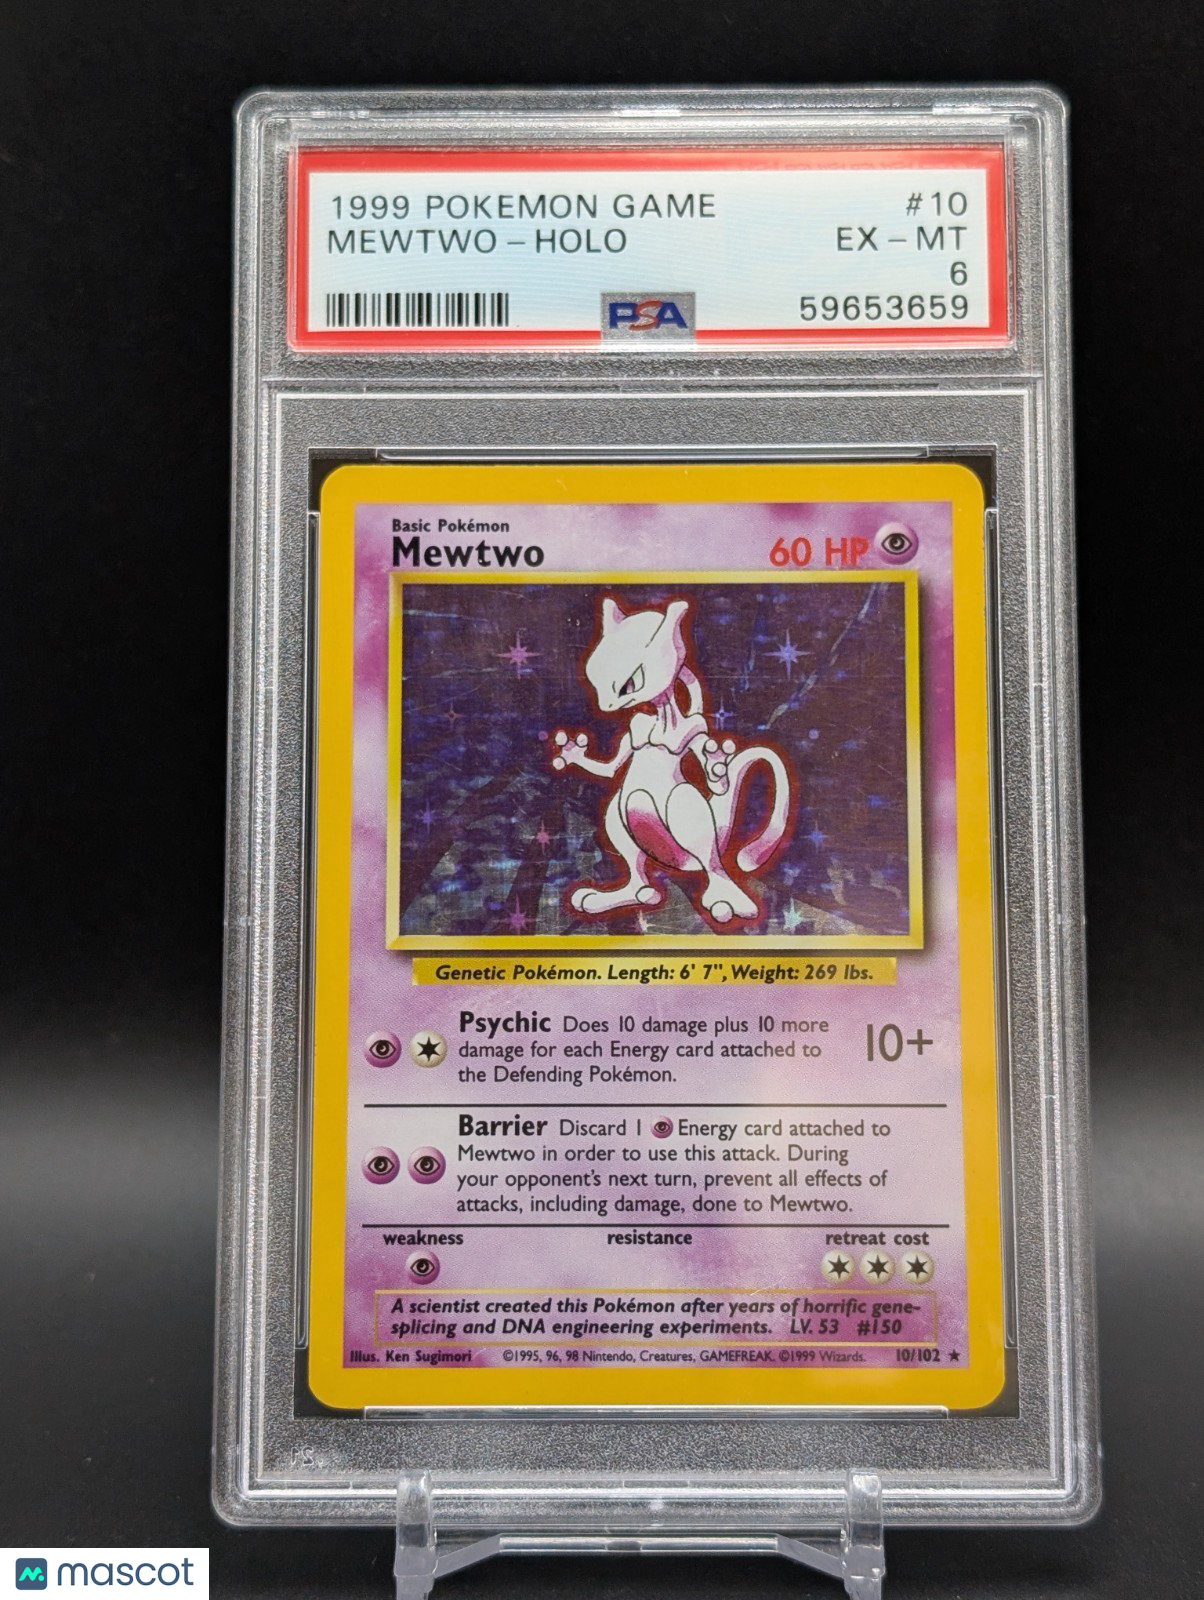 1999 POKEMON GAME #10
MEWTWO – HOLO EX – MT
6
PSA 59653659
Basic Pokémon
Mewtwo 60 HP
Genetic Pokémon. Length: 6' 7", Weight: 269 lbs.
Psychic Does 10 damage plus 10 more
damage for each Energy card attached to
the Defending Pokémon.
10+
Barrier Discard 1 Energy card attached to
Mewtwo in order to use this attack. During
your opponent's next turn, prevent all effects of
attacks, including damage, done to Mewtwo.
weakness resistance retreat cost
A scientist created this Pokémon after years of horrific gene-
splicing and DNA engineering experiments. LV. 53 #150
Illus. Ken Sugimori ©1995, 96, 98 Nintendo, Creatures, GAMEFREAK. ©1999 Wizards. 10/102 ★
mascot